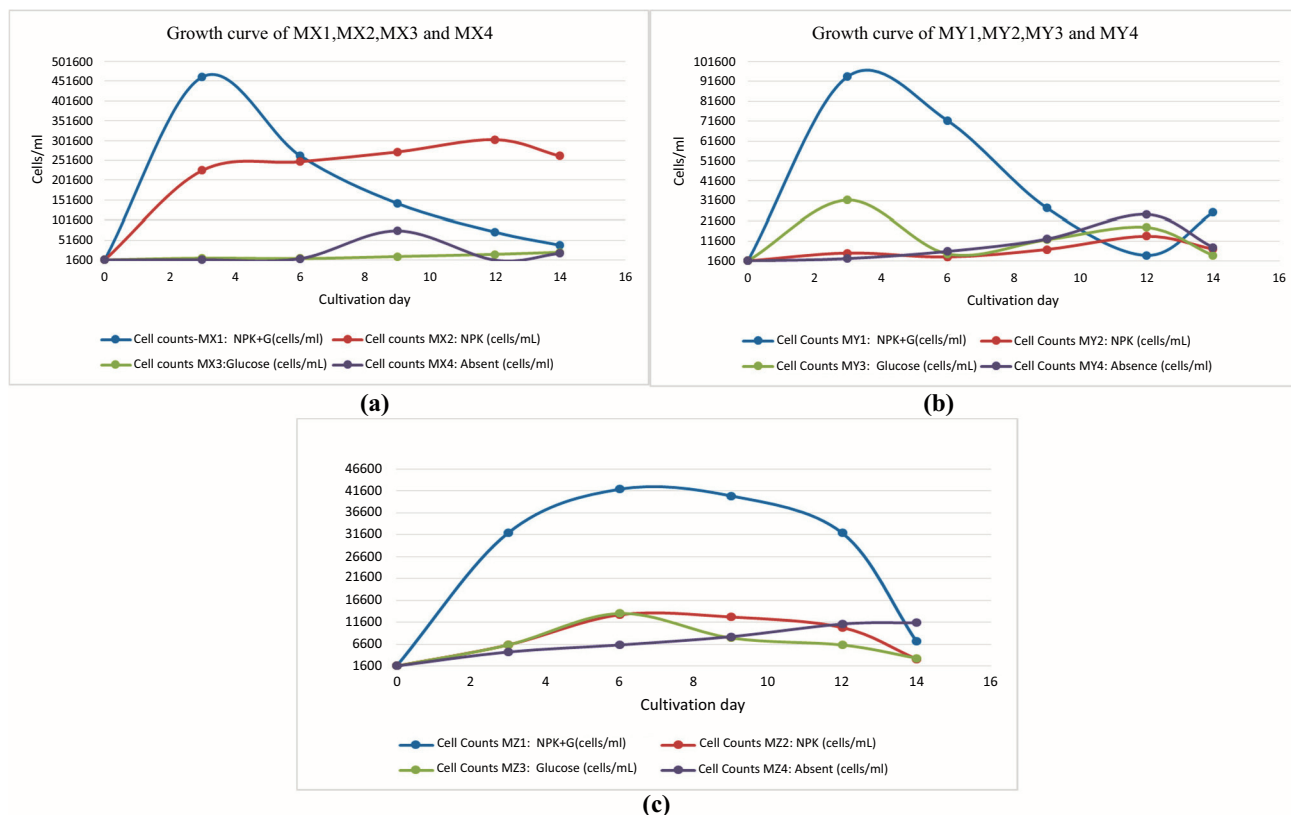 Growth curve of MX1,MX2,MX3 and MX4
501600
451600
401600
351600
301600
251600
201600
151600
101600
51600
1600
Cells/ml
0 2 4 6 8 10 12 14 16
Cultivation day
Cell counts-MX1: NPK+G(cells/ml)
Cell counts MX2: NPK (cells/mL)
Cell counts MX3:Glucose (cells/mL)
Cell counts MX4: Absent (cells/ml)
(a)
Growth curve of MY1,MY2,MY3 and MY4
101600
91600
81600
71600
61600
51600
41600
31600
21600
11600
1600
Cells/ml
0 2 4 6 8 10 12 14 16
Cultivation day
Cell Counts MY1: NPK+G(cells/ml)
Cell Counts MY2: NPK (cells/mL)
Cell Counts MY3: Glucose (cells/mL)
Cell Counts MY4: Absence (cells/ml)
(b)
46600
41600
36600
31600
26600
21600
16600
11600
6600
1600
0 2 4 6 8 10 12 14 16
Cultivation day
Cell Counts MZ1: NPK+G(cells/ml)
Cell Counts MZ2: NPK (cells/mL)
Cell Counts MZ3: Glucose (cells/mL)
Cell Counts MZ4: Absent (cells/ml)
(c)